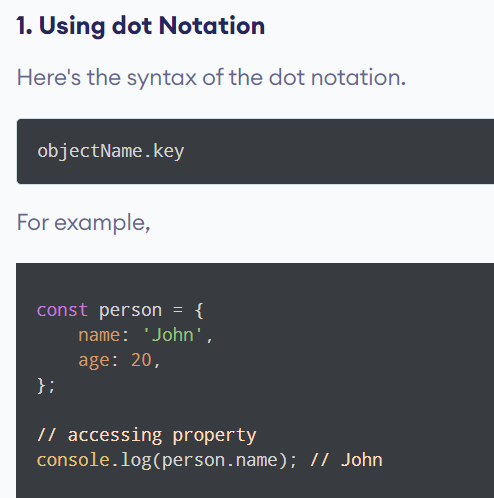 1. Using dot Notation
Here's the syntax of the dot notation.
objectName.key
For example,
const person = {
    name: 'John',
    age: 20,
};
// accessing property
console.log(person.name); // John